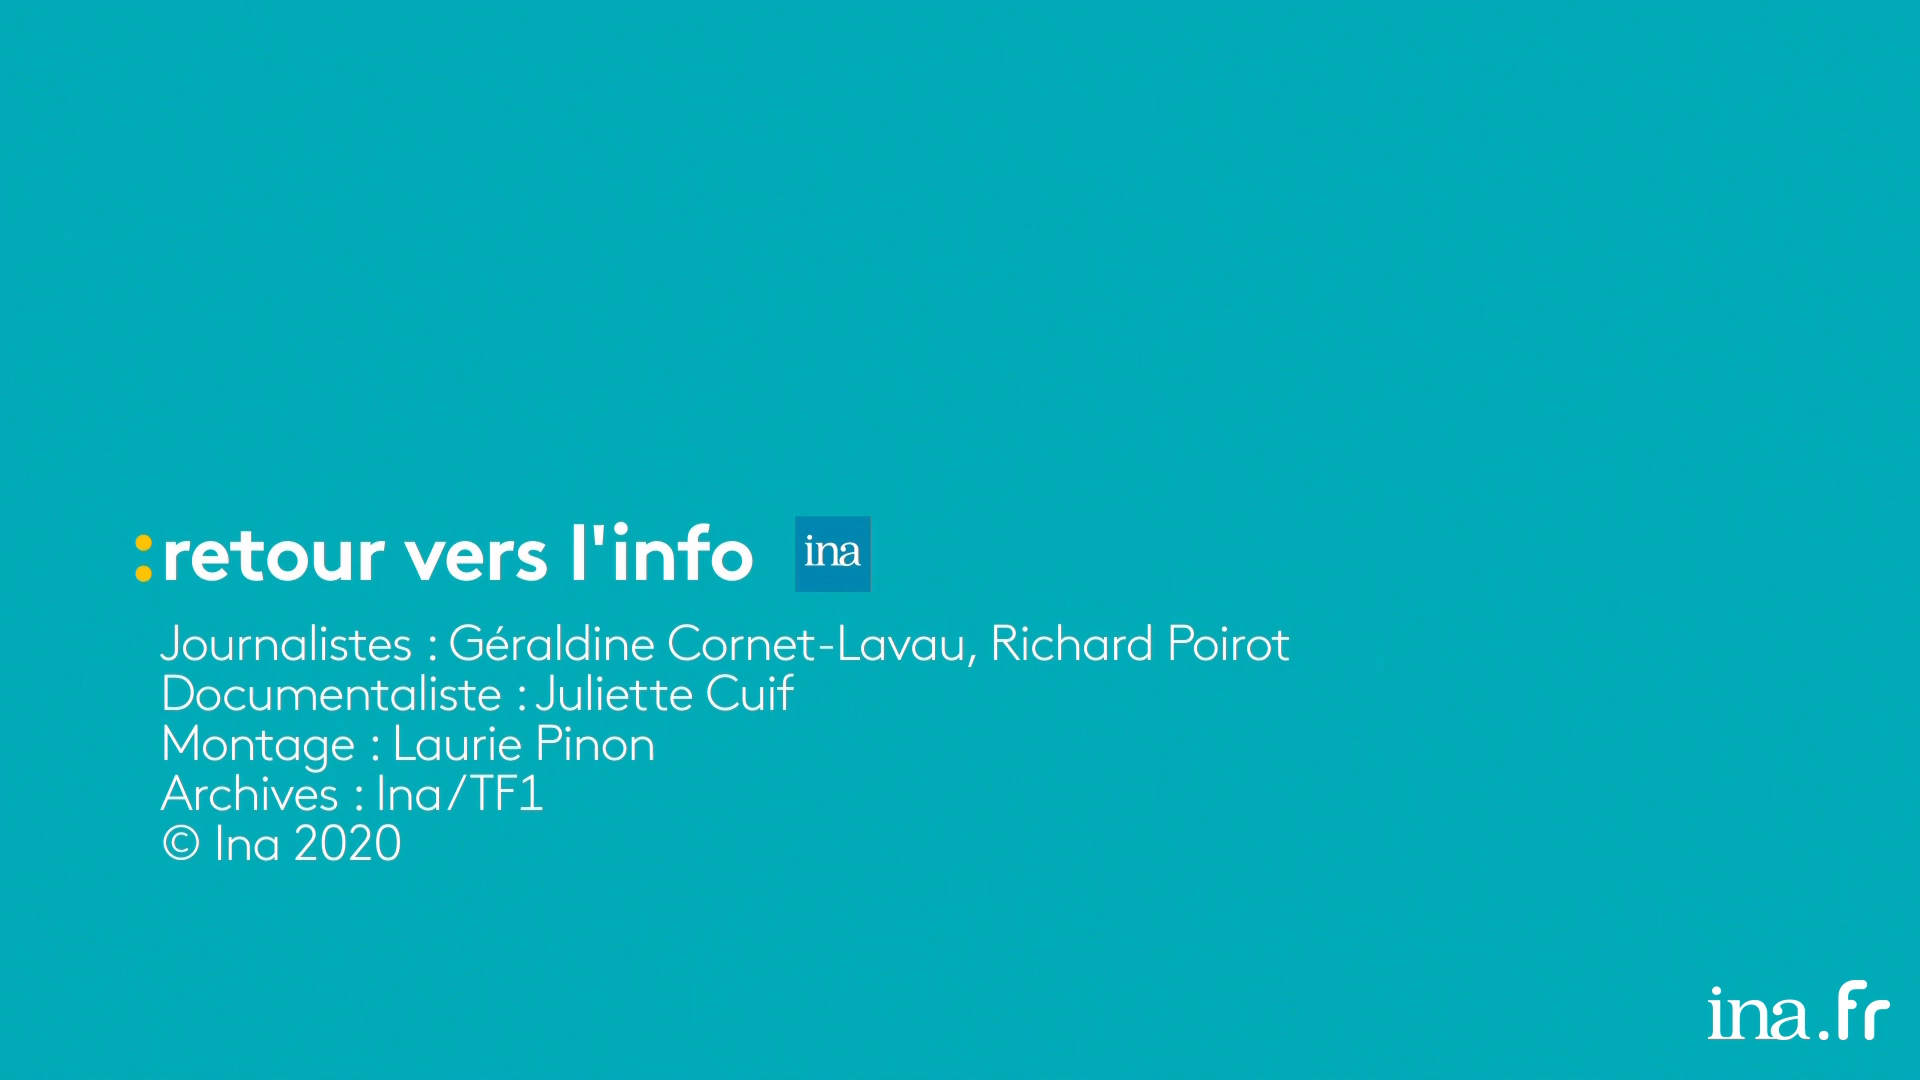 :retour vers l'info ina
Journalistes : Géraldine Cornet-Lavau, Richard Poirot
Documentaliste : Juliette Cuif
Montage : Laurie Pinon
Archives : Ina/TF1
© Ina 2020
ina.fr